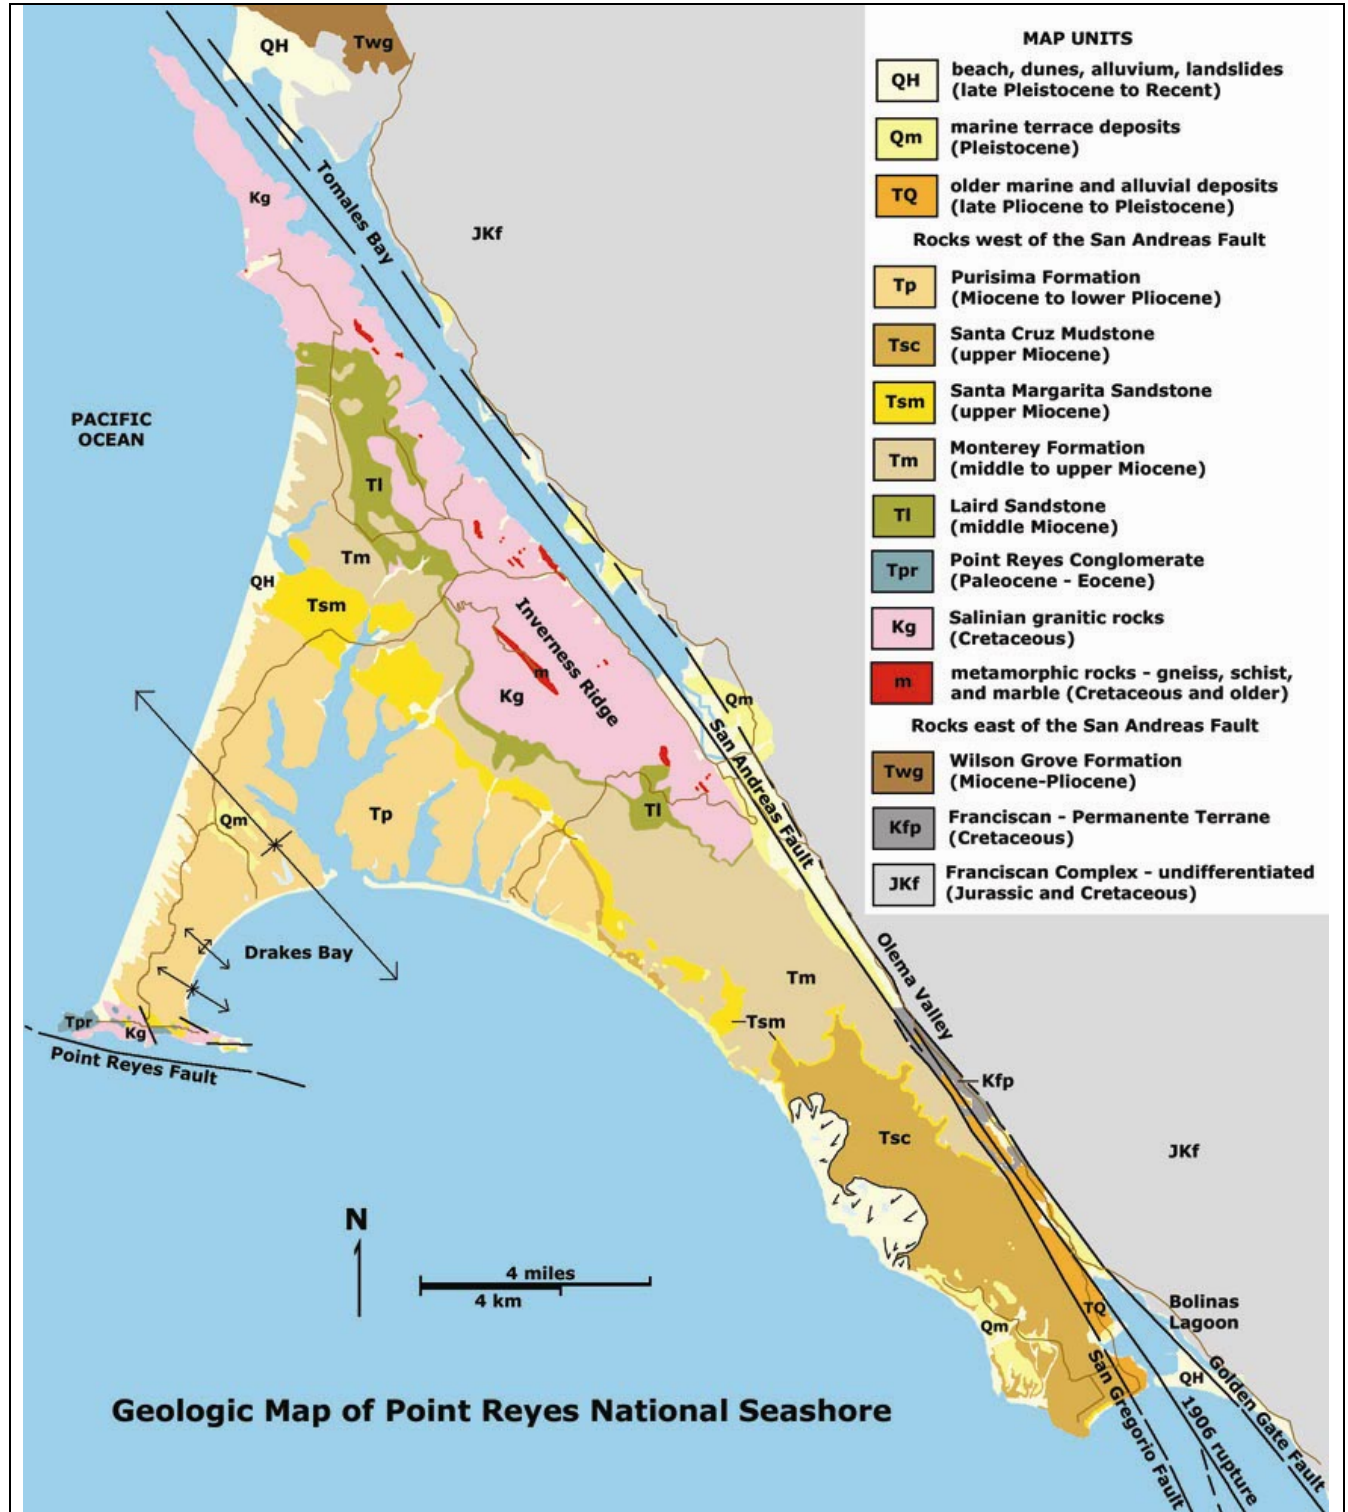 MAP UNITS
QH
beach, dunes, alluvium, landslides
(late Pleistocene to Recent)
Qm
marine terrace deposits
(Pleistocene)
TQ
older marine and alluvial deposits
(late Pliocene to Pleistocene)
Rocks west of the San Andreas Fault
Tp
Purisima Formation
(Miocene to lower Pliocene)
Tsc
Santa Cruz Mudstone
(upper Miocene)
Tsm
Santa Margarita Sandstone
(upper Miocene)
Tm
Monterey Formation
(middle to upper Miocene)
Tl
Laird Sandstone
(middle Miocene)
Tpr
Point Reyes Conglomerate
(Paleocene - Eocene)
Kg
Salinian granitic rocks
(Cretaceous)
m
metamorphic rocks - gneiss, schist,
and marble (Cretaceous and older)
Rocks east of the San Andreas Fault
Twg
Wilson Grove Formation
(Miocene-Pliocene)
Kfp
Franciscan - Permanente Terrane
(Cretaceous)
JKf
Franciscan Complex - undifferentiated
(Jurassic and Cretaceous)
QH
Twg
Tomales Bay
Kg
JKf
PACIFIC
OCEAN
Tl
Tm
QH
Tsm
Inverness Ridge
m
Kg
Qm
San Andreas Fault
Tp
Qm
Tl
Drakes Bay
Olema Valley
Tm
Tpr
Kg
Tsm
Point Reyes Fault
Kfp
Tsc
JKf
N
4 miles
4 km
TQ
Bolinas
Lagoon
Qm
QH
Golden Gate Fault
1906 rupture
San Gregorio Fault
Geologic Map of Point Reyes National Seashore